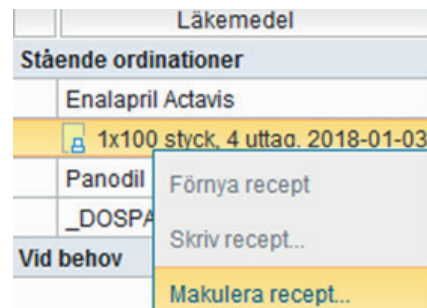 Läkemedel
Stående ordinationer
Enalapril Actavis
1x100 styck, 4 uttag. 2018-01-03
Panodil
Förnya recept
_DOSPA
Skriv recept...
Vid behov
Makulera recept...